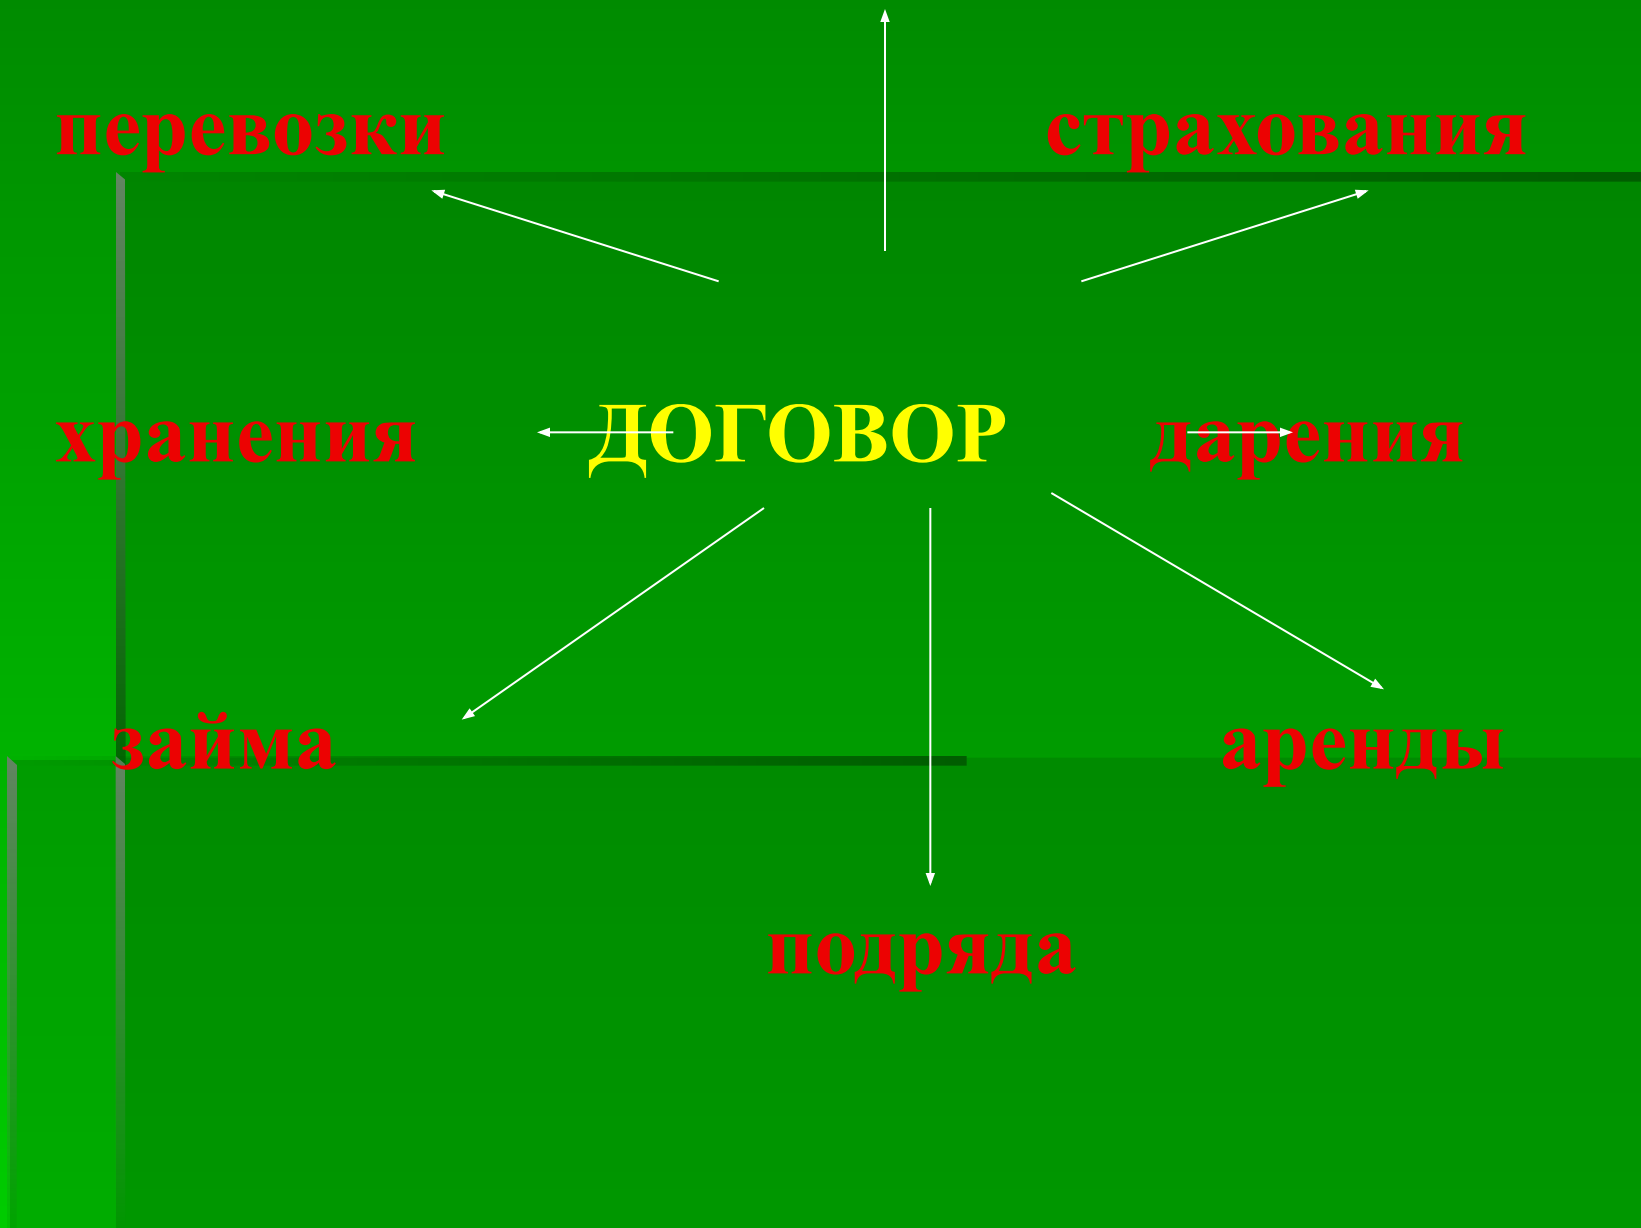 перевозки страхования
хранения ДОГОВОР дарения
займа аренды
подряда